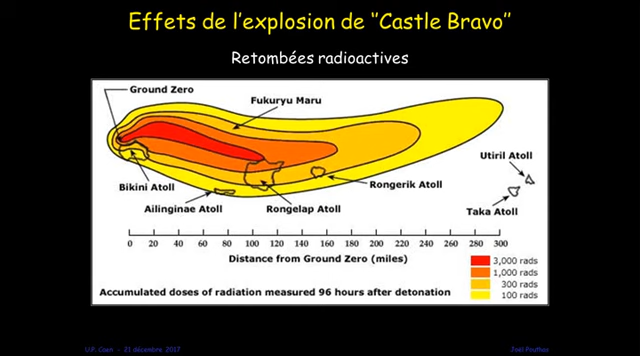 Effets de l’explosion de ‘’Castle Bravo’’
Retombées radioactives
Ground Zero
Fukuryu Maru
Utiril Atoll
Bikini Atoll
Rongerik Atoll
Ailinginae Atoll
Rongelap Atoll
Taka Atoll
0 20 40 60 80 100 120 140 160 180 200 220 240 260 280 300
Distance from Ground Zero (miles)
3,000 rads
1,000 rads
300 rads
100 rads
Accumulated doses of radiation measured 96 hours after detonation
U.P. Caen - 21 décembre 2017
Joël Pouthas